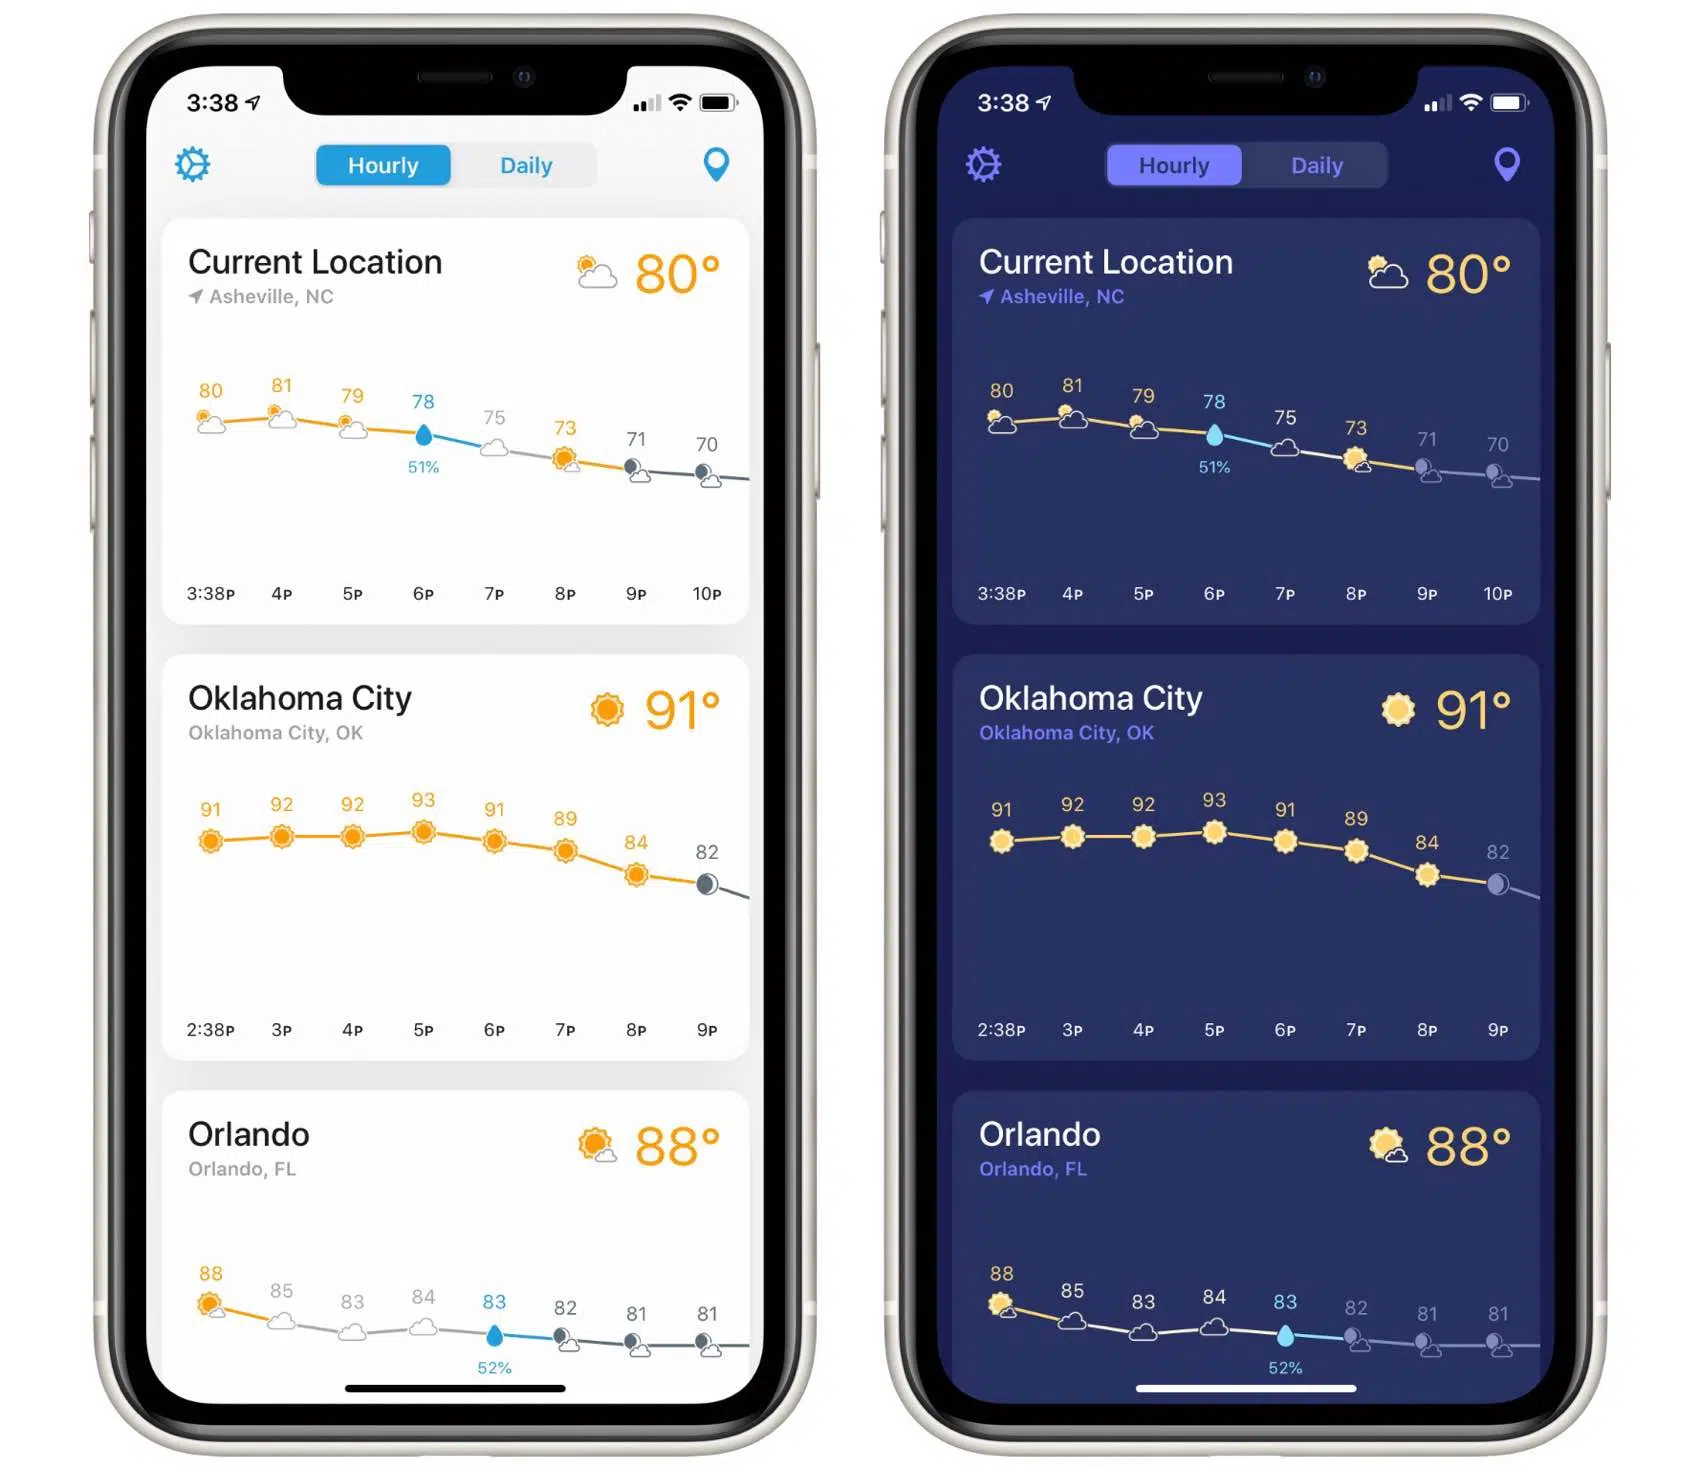 3:38
Hourly Daily
Current Location
Asheville, NC
80°
80 81 79 78 75 73 71 70
51%
3:38P 4P 5P 6P 7P 8P 9P 10P
Oklahoma City
Oklahoma City, OK
91°
91 92 92 93 91 89 84 82
2:38P 3P 4P 5P 6P 7P 8P 9P
Orlando
Orlando, FL
88°
88 85 83 84 83 82 81 81
52%
3:38
Hourly Daily
Current Location
Asheville, NC
80°
80 81 79 78 75 73 71 70
51%
3:38P 4P 5P 6P 7P 8P 9P 10P
Oklahoma City
Oklahoma City, OK
91°
91 92 92 93 91 89 84 82
2:38P 3P 4P 5P 6P 7P 8P 9P
Orlando
Orlando, FL
88°
88 85 83 84 83 82 81 81
52%